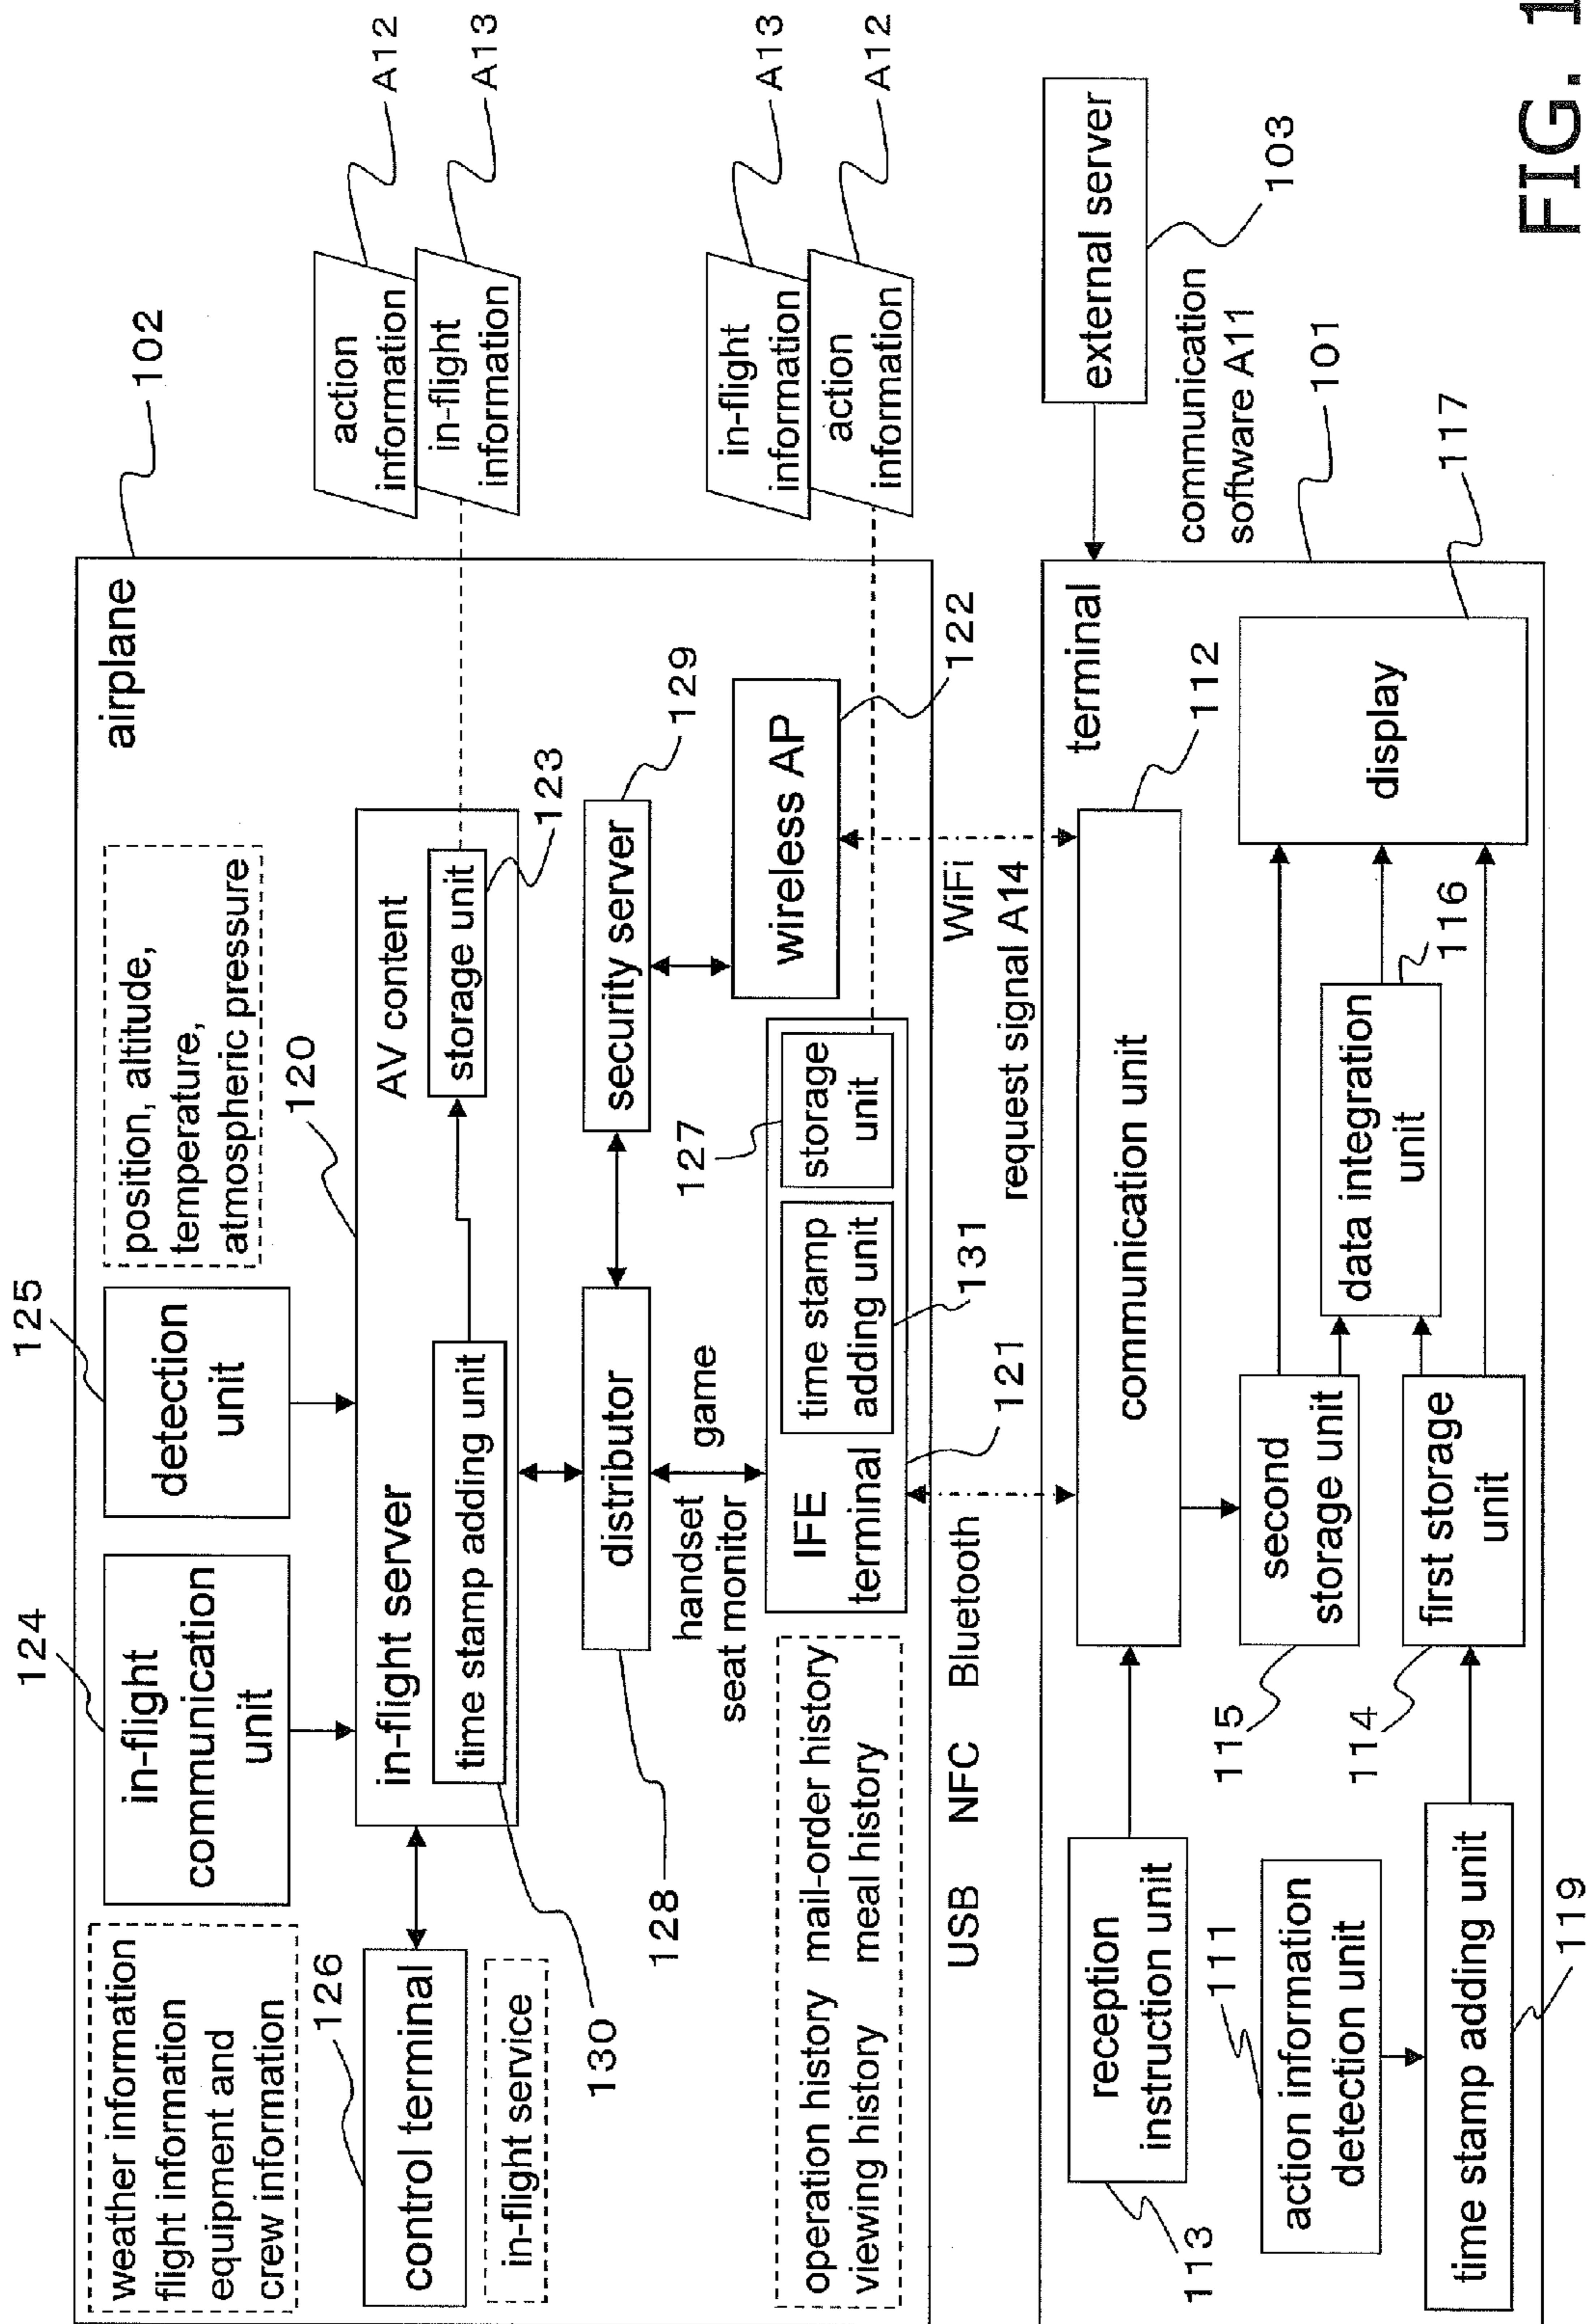 airplane
102
weather information
flight information
equipment and
crew information
124
in-flight
communication
unit
125
detection
unit
position, altitude,
temperature,
atmospheric pressure
126
control terminal
in-flight service
120
in-flight server
AV content
time stamp adding unit
130
storage unit
123
action
information
A12
in-flight
information
A13
distributor
128
security server
129
handset
seat monitor
game
wireless AP
122
operation history mail-order history
viewing history meal history
IFE
terminal
121
time stamp
adding unit
131
127
storage
unit
in-flight
information
A13
action
information
A12
USB NFC Bluetooth
WiFi
request signal A14
external server
103
communication
software A11
terminal
101
reception
instruction unit
113
communication unit
112
111
action information
detection unit
time stamp adding unit
119
second
storage unit
115
first storage
unit
114
data integration
unit
116
display
117
FIG. 1